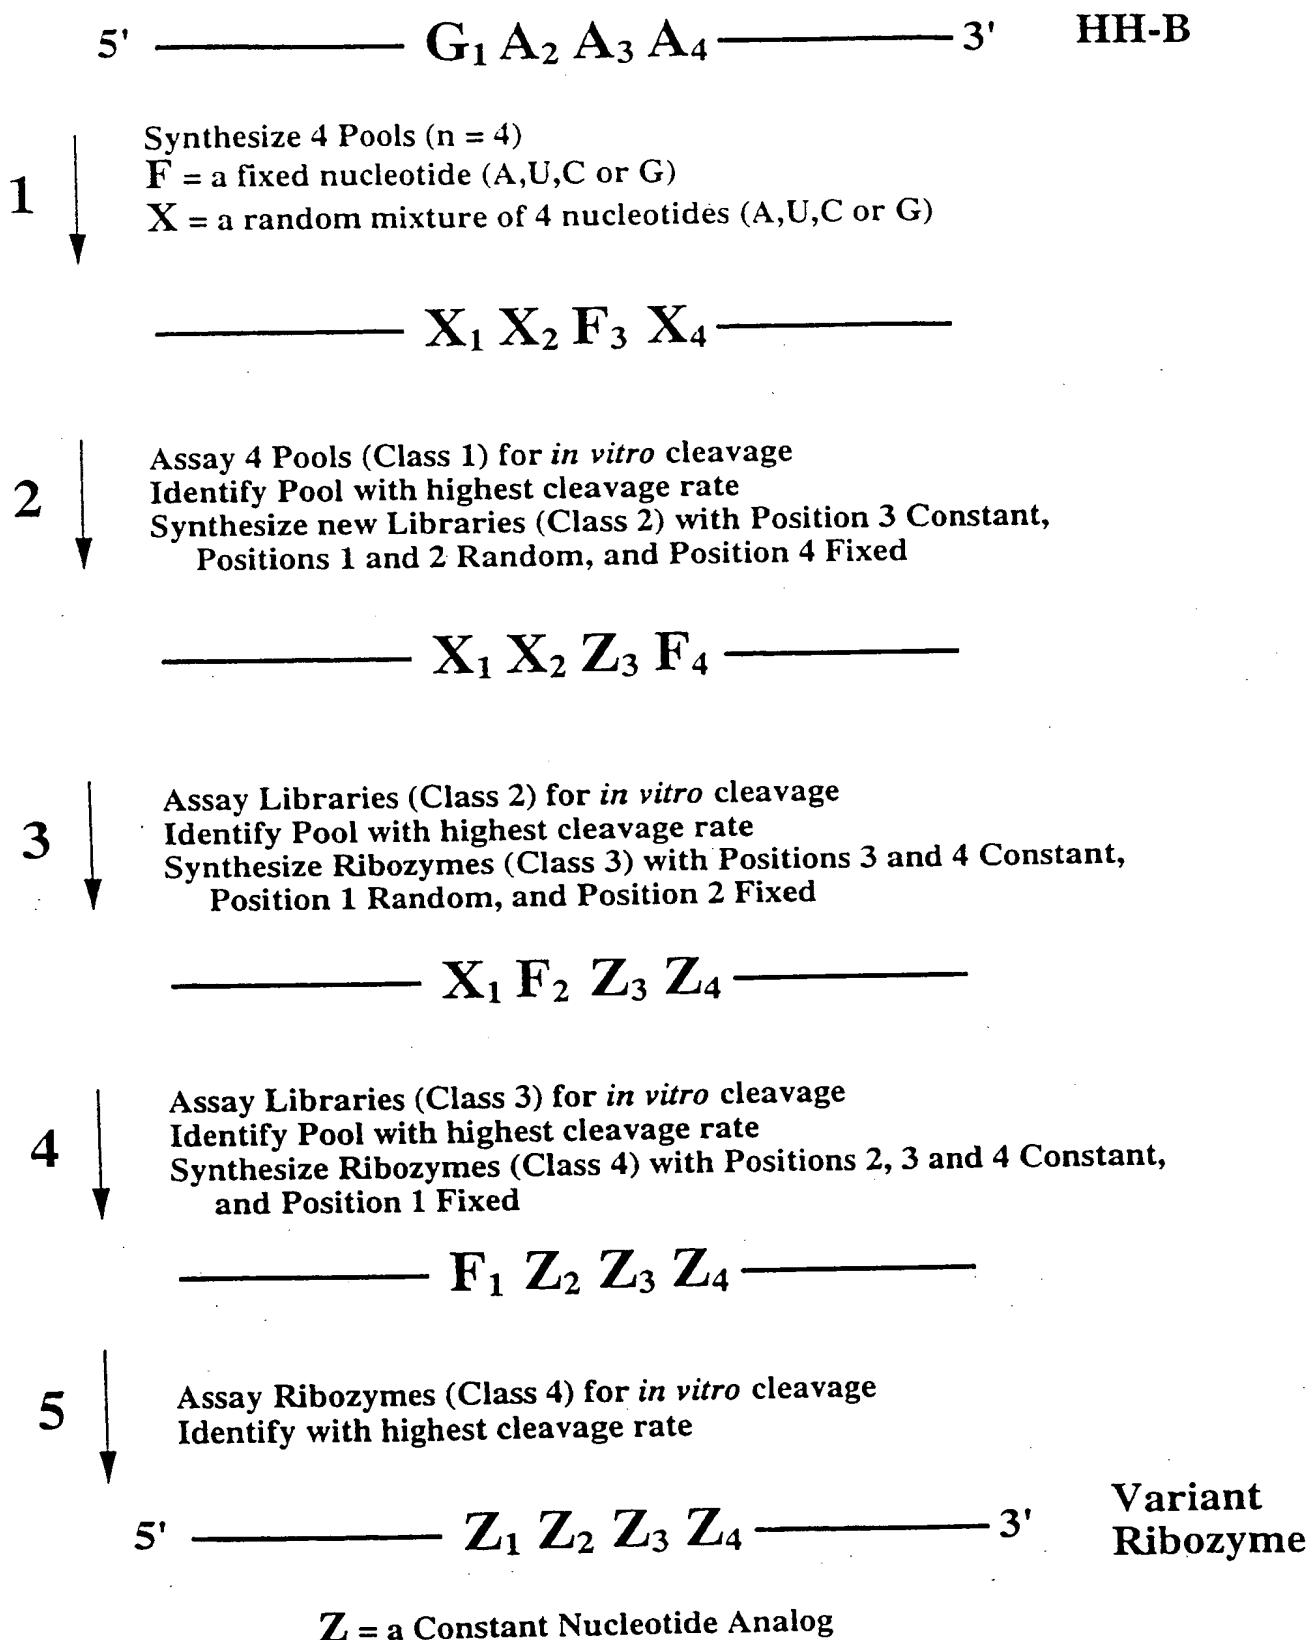 5' G₁ A₂ A₃ A₄ 3' HH-B
1
Synthesize 4 Pools (n = 4)
F = a fixed nucleotide (A,U,C or G)
X = a random mixture of 4 nucleotides (A,U,C or G)
X₁ X₂ F₃ X₄
2
Assay 4 Pools (Class 1) for in vitro cleavage
Identify Pool with highest cleavage rate
Synthesize new Libraries (Class 2) with Position 3 Constant,
Positions 1 and 2 Random, and Position 4 Fixed
X₁ X₂ Z₃ F₄
3
Assay Libraries (Class 2) for in vitro cleavage
Identify Pool with highest cleavage rate
Synthesize Ribozymes (Class 3) with Positions 3 and 4 Constant,
Position 1 Random, and Position 2 Fixed
X₁ F₂ Z₃ Z₄
4
Assay Libraries (Class 3) for in vitro cleavage
Identify Pool with highest cleavage rate
Synthesize Ribozymes (Class 4) with Positions 2, 3 and 4 Constant,
and Position 1 Fixed
F₁ Z₂ Z₃ Z₄
5
Assay Ribozymes (Class 4) for in vitro cleavage
Identify with highest cleavage rate
5' Z₁ Z₂ Z₃ Z₄ 3'
Variant
Ribozyme
Z = a Constant Nucleotide Analog